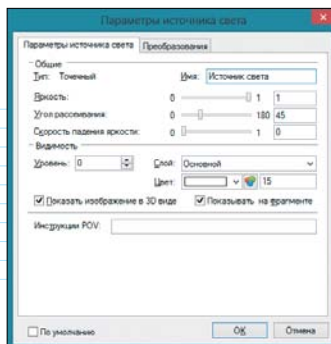 Параметры источника света
Параметры источника света Преобразования
Общие
Тип: Точечный Имя: Источник света
Яркость: 0 1 1
Угол рассеивания: 0 180 45
Скорость падения яркости: 0 1 0
Видимость
Уровень: 0 Слой: Основной
Цвет: 15
Показать изображение в 3D виде Показывать на фрагменте
Инструкции POV:
По умолчанию OK Отмена